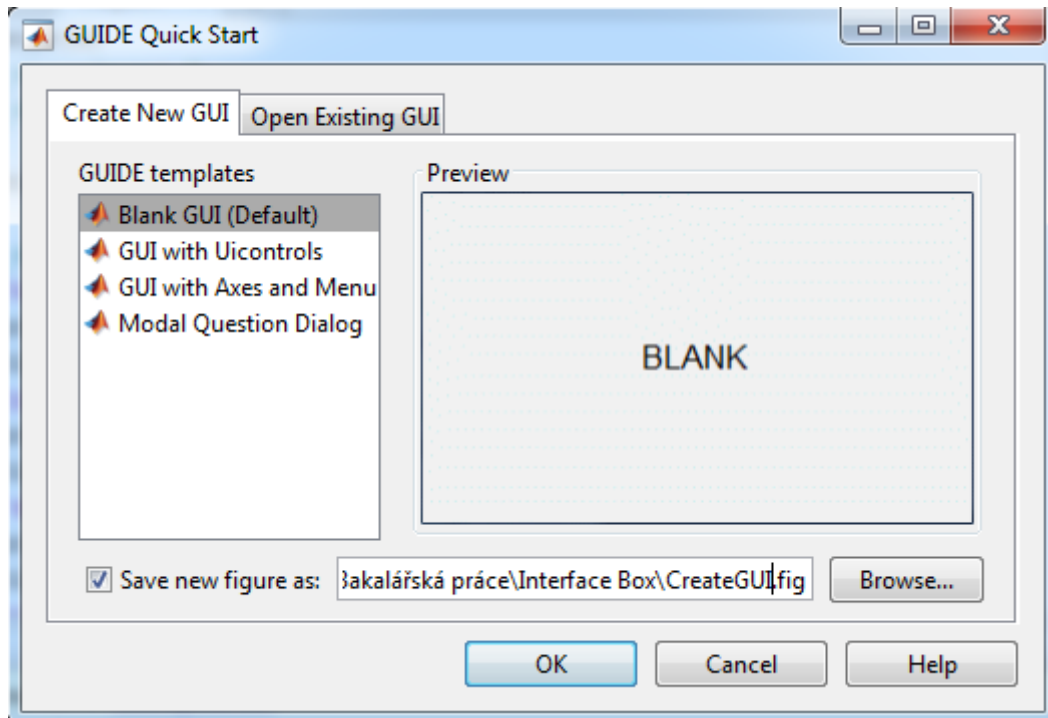 GUIDE Quick Start
Create New GUI
Open Existing GUI
GUIDE templates
Preview
Blank GUI (Default)
GUI with Uicontrols
GUI with Axes and Menu
Modal Question Dialog
BLANK
Save new figure as:
Bakalářská práce\Interface Box\CreateGUI.fig
Browse...
OK
Cancel
Help